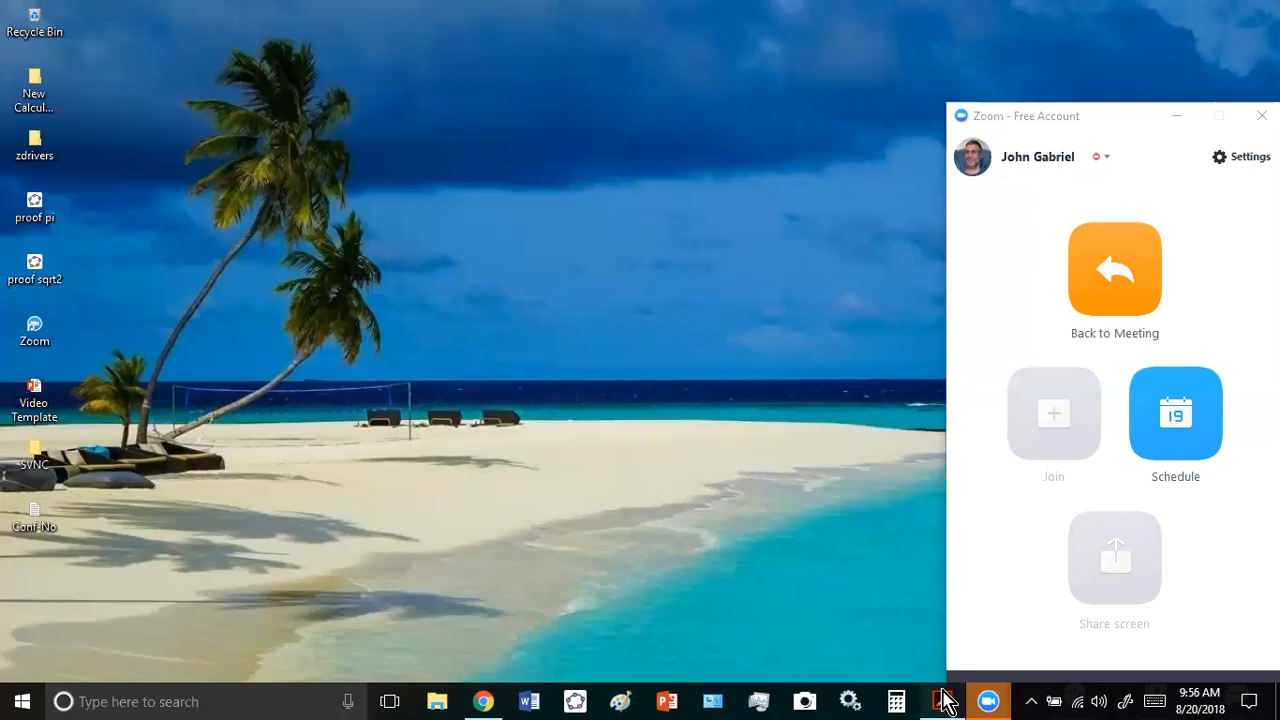 Recycle Bin
New
Calcul...
zdrivers
proof pi
proof sqrt2
Zoom
Video
Template
SVNC
Conf-No
Zoom - Free Account
John Gabriel
Settings
Back to Meeting
Join
19
Schedule
Share screen
Type here to search
9:56 AM
8/20/2018